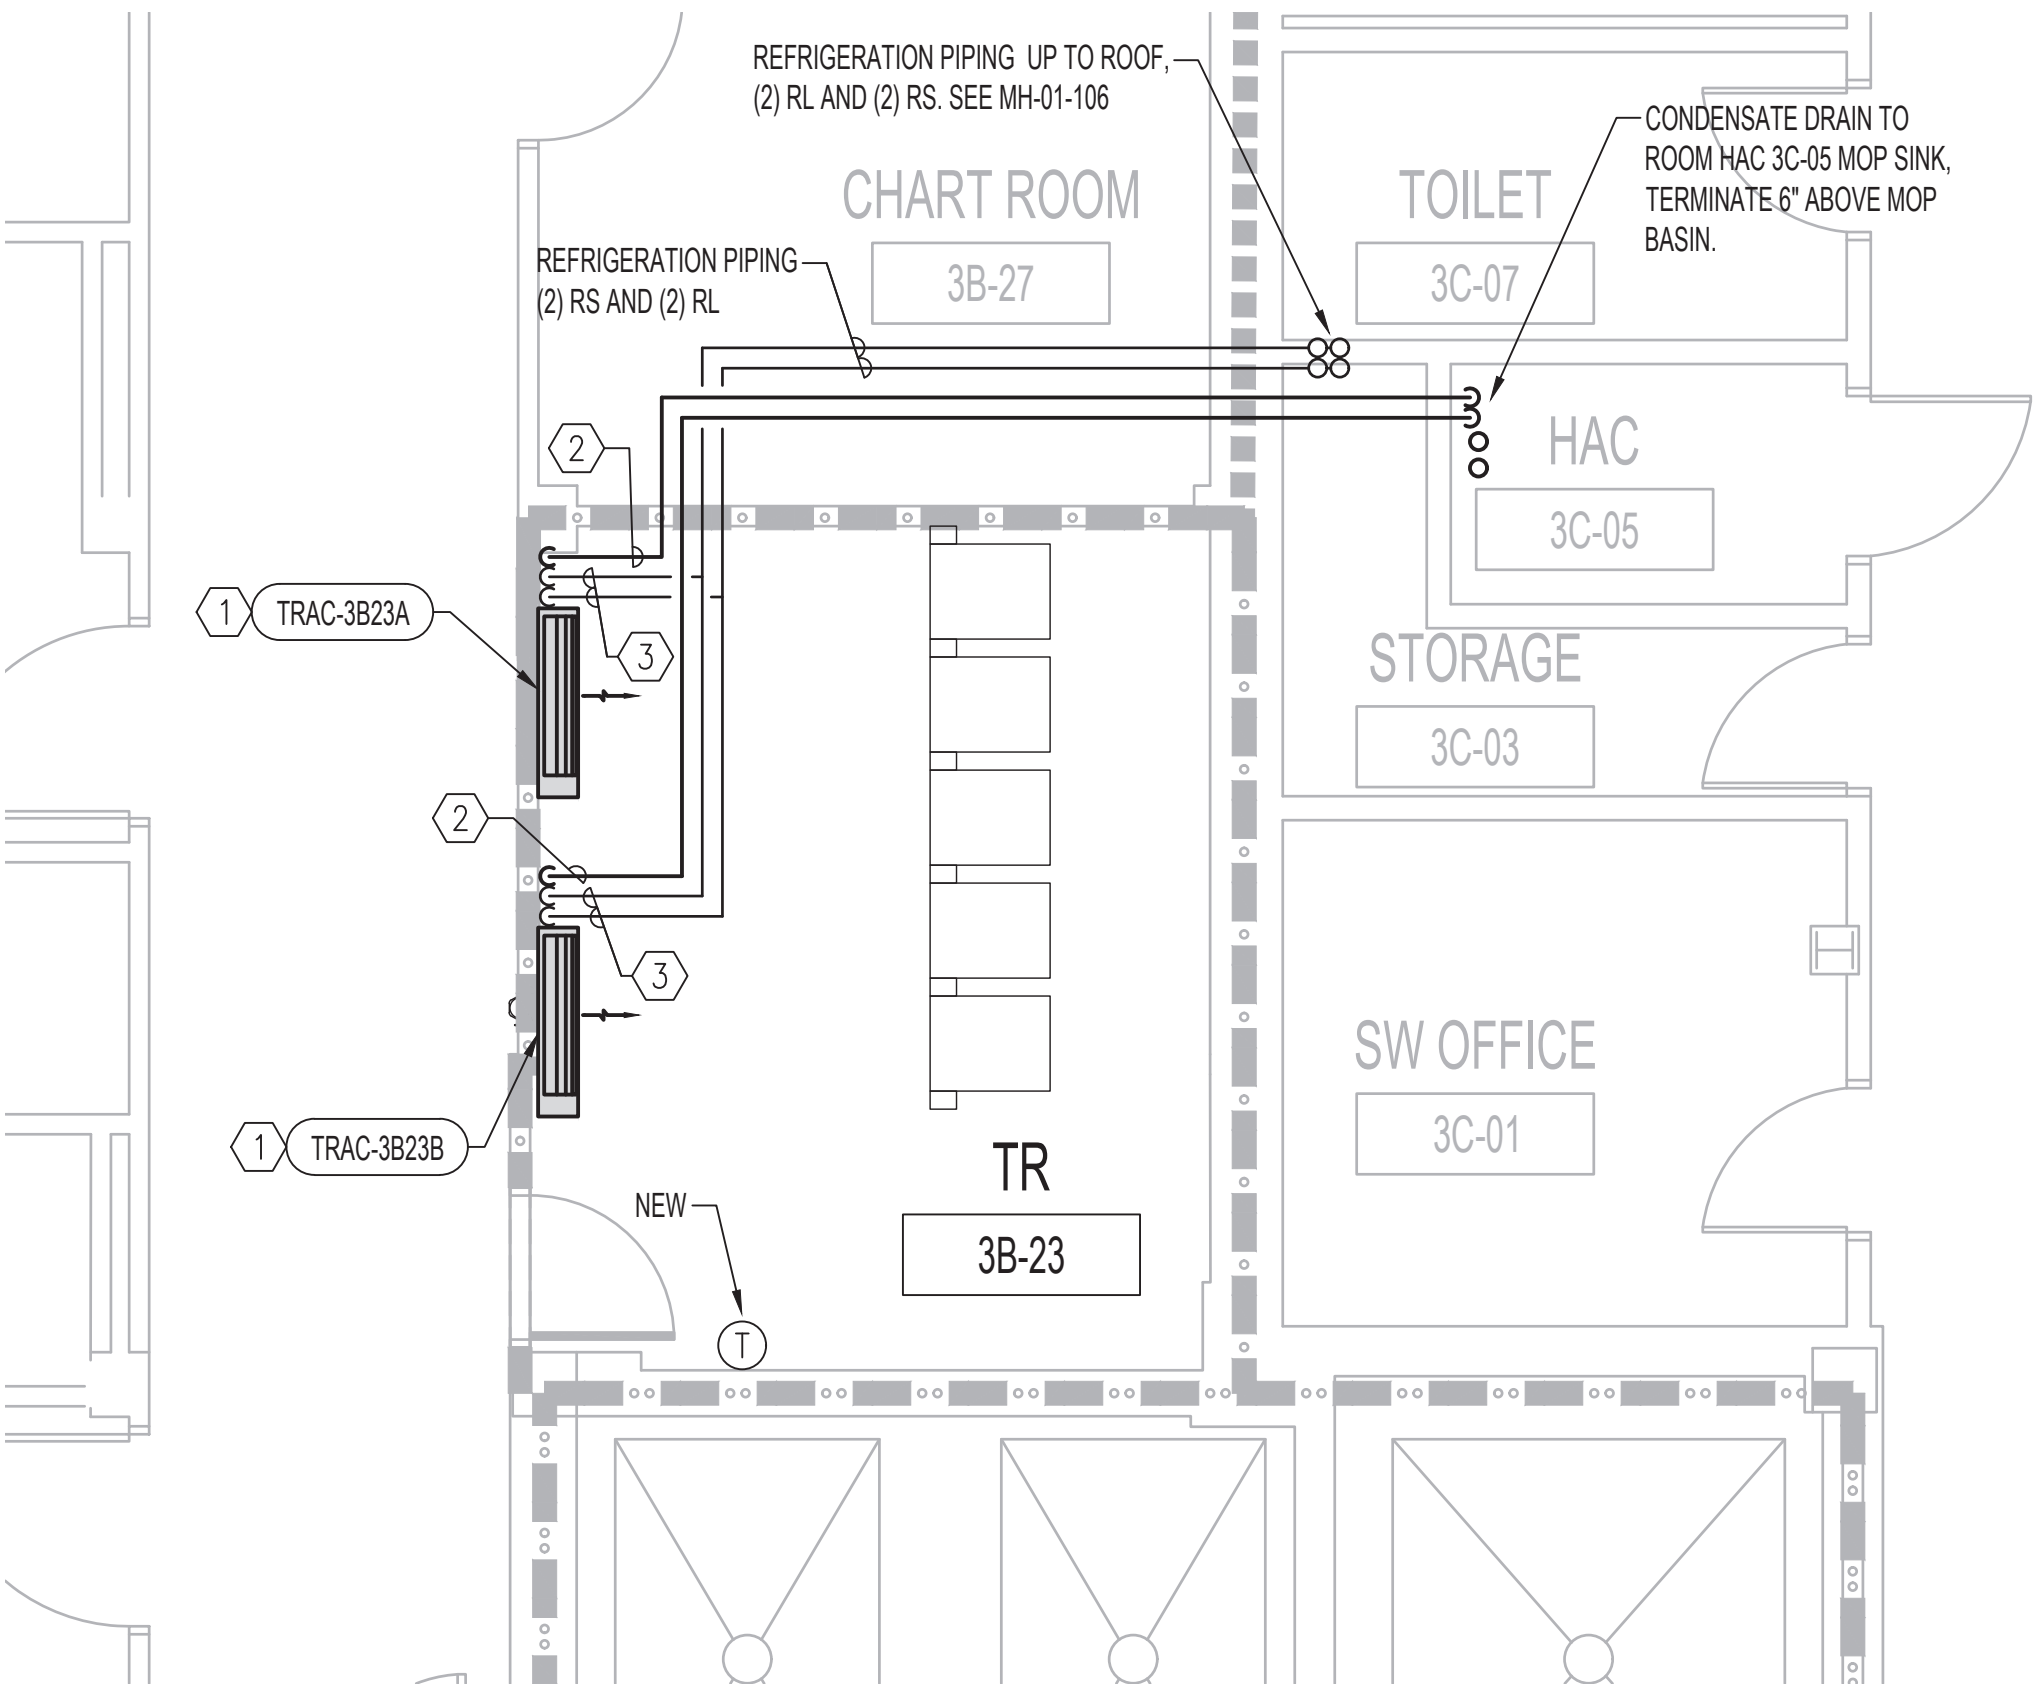 REFRIGERATION PIPING UP TO ROOF,
(2) RL AND (2) RS. SEE MH-01-106
CONDENSATE DRAIN TO
ROOM HAC 3C-05 MOP SINK,
TERMINATE 6" ABOVE MOP
BASIN.
CHART ROOM
3B-27
TOILET
3C-07
REFRIGERATION PIPING
(2) RS AND (2) RL
2
HAC
3C-05
1
TRAC-3B23A
3
STORAGE
3C-03
2
3
SW OFFICE
3C-01
1
TRAC-3B23B
TR
3B-23
NEW
T